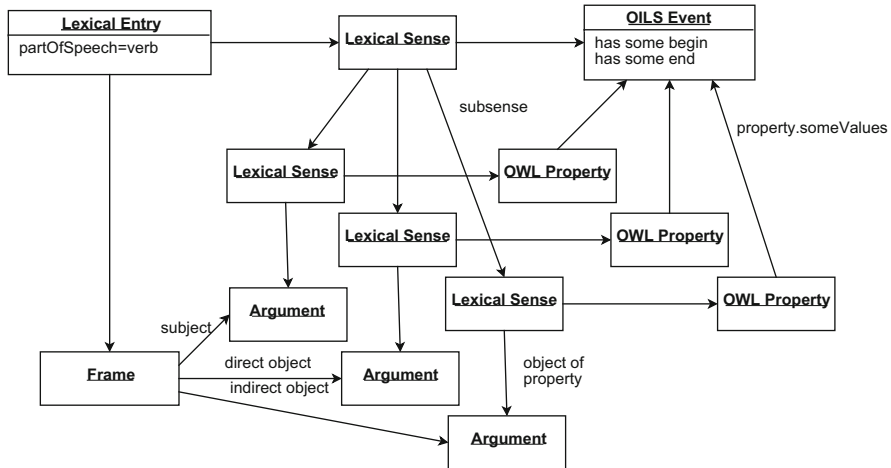 Lexical Entry
partOfSpeech=verb
Lexical Sense
OILS Event
has some begin
has some end
subsense
property.someValues
Lexical Sense
OWL Property
Lexical Sense
OWL Property
Lexical Sense
OWL Property
Argument
subject
direct object
indirect object
object of
property
Frame
Argument
Argument